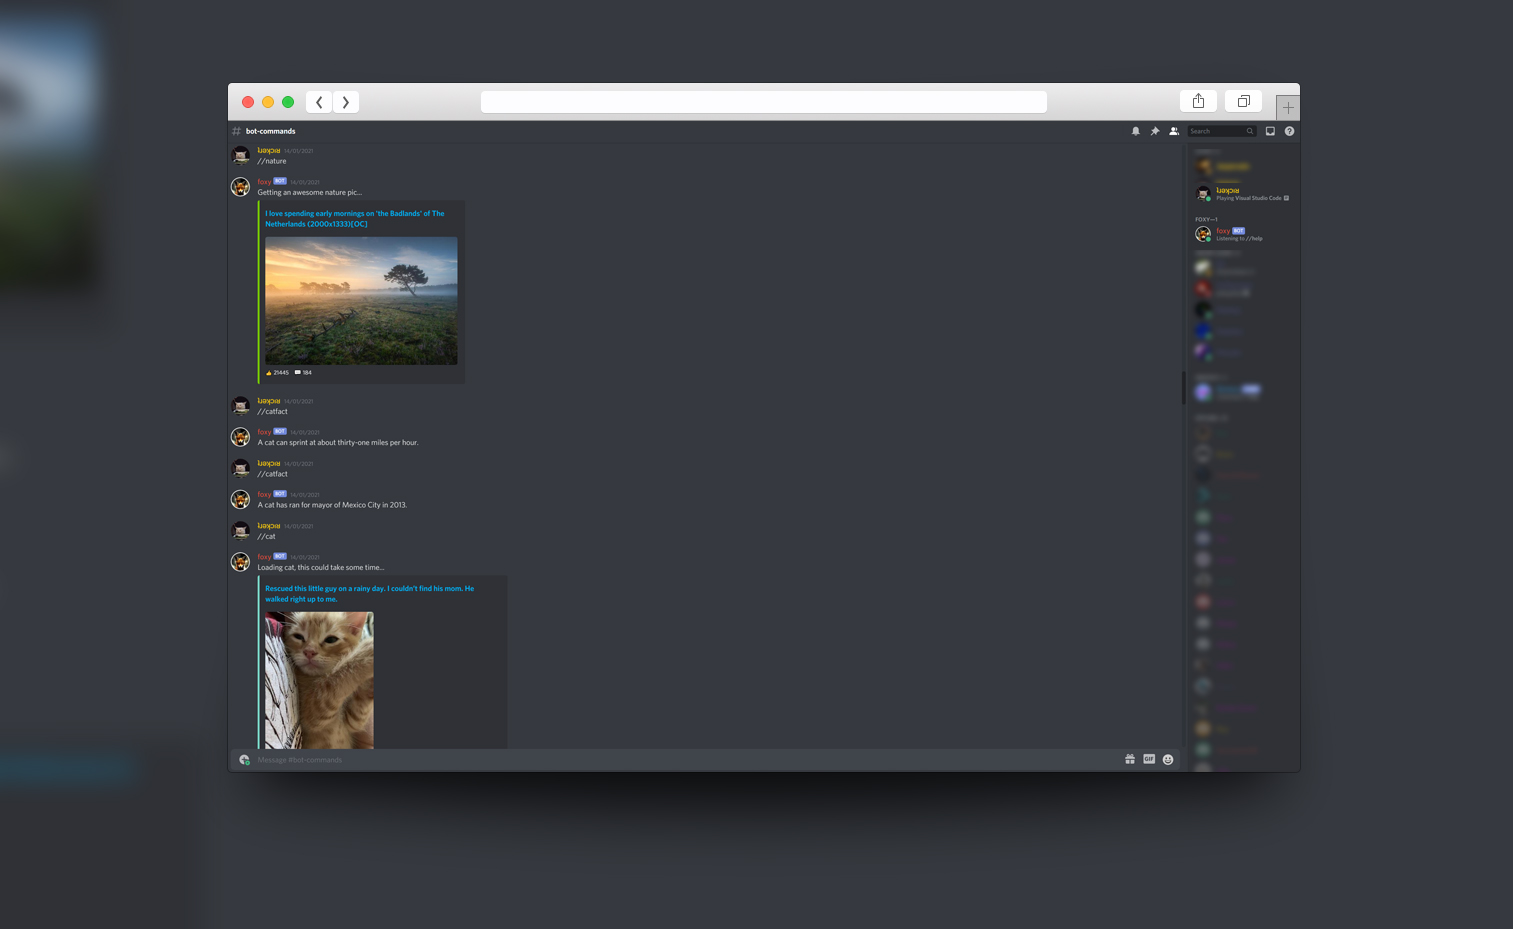 bot-commands
Search
14/01/2021
//nature
foxy BOT 14/01/2021
Getting an awesome nature pic...
I love spending early mornings on 'the Badlands' of The
Netherlands (2000x1333)[OC]
21445 184
14/01/2021
//catfact
foxy BOT 14/01/2021
A cat can sprint at about thirty-one miles per hour.
14/01/2021
//catfact
foxy BOT 14/01/2021
A cat has ran for mayor of Mexico City in 2013.
14/01/2021
//cat
foxy BOT 14/01/2021
Loading cat, this could take some time...
Rescued this little guy on a rainy day. I couldn't find his mom. He
walked right up to me.
Message #bot-commands
GIF
Playing Visual Studio Code
FOXY—1
foxy BOT
Listening to //help